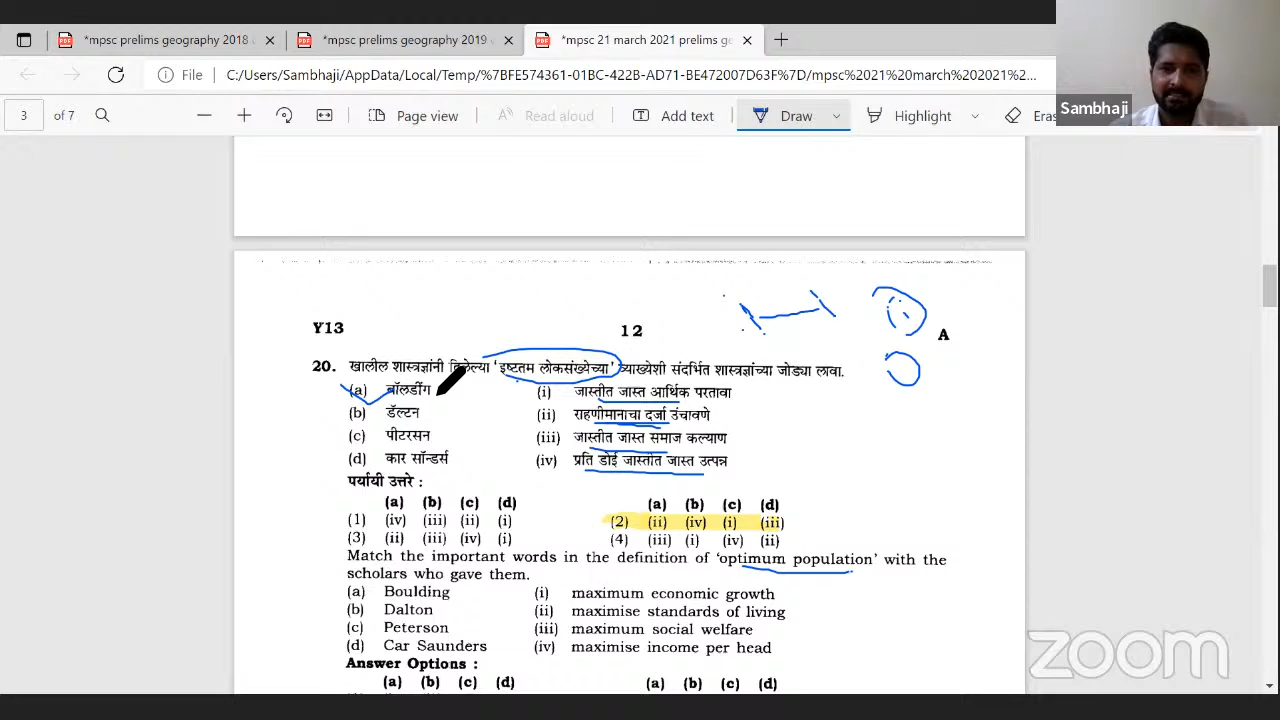 *mpsc prelims geography 2018
*mpsc prelims geography 2019
*mpsc 21 march 2021 prelims ge
File C:/Users/Sambhaji/AppData/Local/Temp/%7BFE574361-01BC-422B-AD71-BE472007D63F%7D/mpsc%2021%20march%202021%2...
Sambhaji
3 of 7 Page view Read aloud Add text Draw Highlight Eras
Y13 12 A
20. खालील शास्त्रज्ञांनी दिलेल्या 'इष्टतम लोकसंख्येच्या' व्याख्येशी संदर्भित शास्त्रज्ञांच्या जोड्या लावा.
(a) बॉलडींग (i) जास्तीत जास्त आर्थिक परतावा
(b) डॅल्टन (ii) राहणीमानाचा दर्जा उंचावणे
(c) पीटरसन (iii) जास्तीत जास्त समाज कल्याण
(d) कार सॉन्डर्स (iv) प्रति डोई जास्तीत जास्त उत्पन्न
पर्यायी उत्तरे :
(a) (b) (c) (d) (a) (b) (c) (d)
(1) (iv) (iii) (ii) (i) (2) (ii) (iv) (i) (iii)
(3) (ii) (iii) (iv) (i) (4) (iii) (i) (iv) (ii)
Match the important words in the definition of 'optimum population' with the
scholars who gave them.
(a) Boulding (i) maximum economic growth
(b) Dalton (ii) maximise standards of living
(c) Peterson (iii) maximum social welfare
(d) Car Saunders (iv) maximise income per head
Answer Options :
(a) (b) (c) (d) (a) (b) (c) (d)
zoom